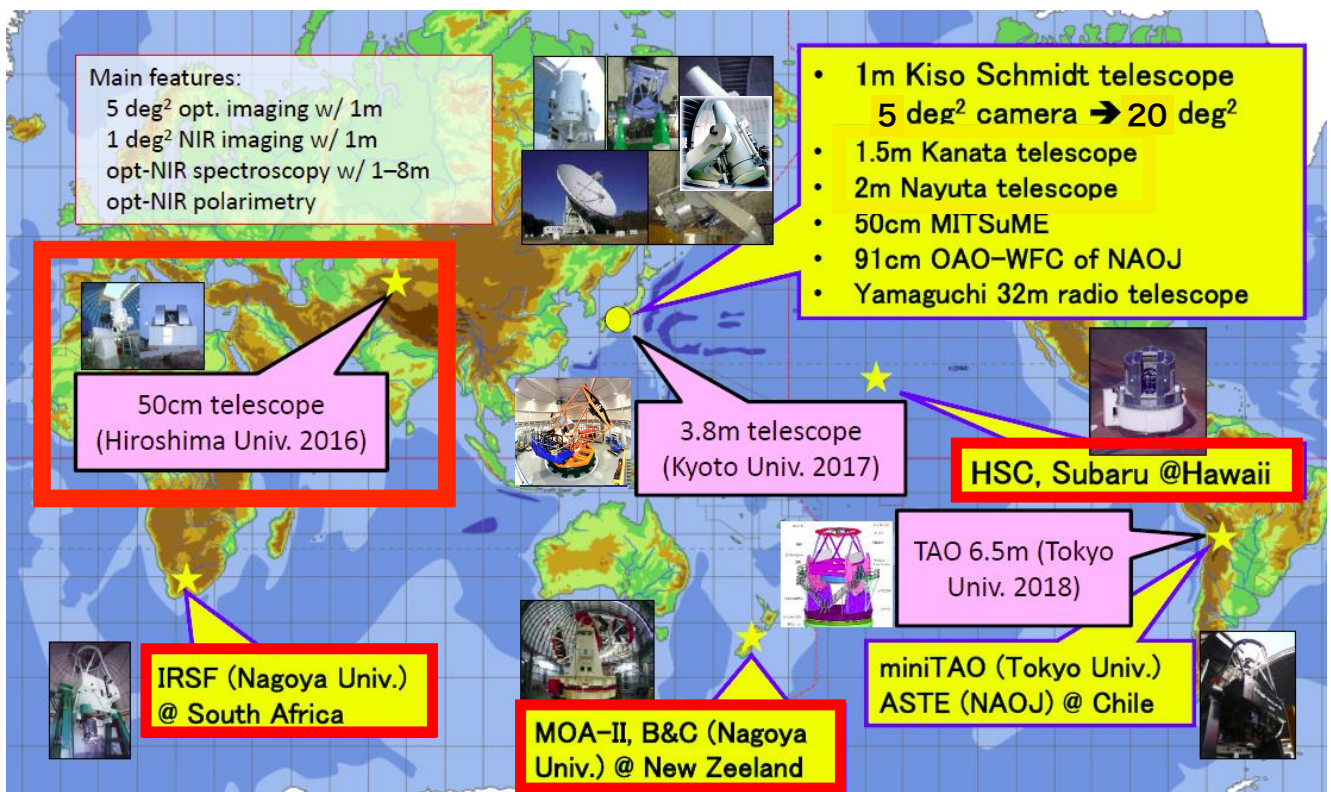 Main features:
5 deg² opt. imaging w/ 1m
1 deg² NIR imaging w/ 1m
opt-NIR spectroscopy w/ 1–8m
opt-NIR polarimetry
• 1m Kiso Schmidt telescope
5 deg² camera ➔ 20 deg²
• 1.5m Kanata telescope
• 2m Nayuta telescope
• 50cm MITSuME
• 91cm OAO-WFC of NAOJ
• Yamaguchi 32m radio telescope
50cm telescope
(Hiroshima Univ. 2016)
3.8m telescope
(Kyoto Univ. 2017)
HSC, Subaru @Hawaii
TAO 6.5m (Tokyo
Univ. 2018)
IRSF (Nagoya Univ.)
@ South Africa
MOA-II, B&C (Nagoya
Univ.) @ New Zeeland
miniTAO (Tokyo Univ.)
ASTE (NAOJ) @ Chile